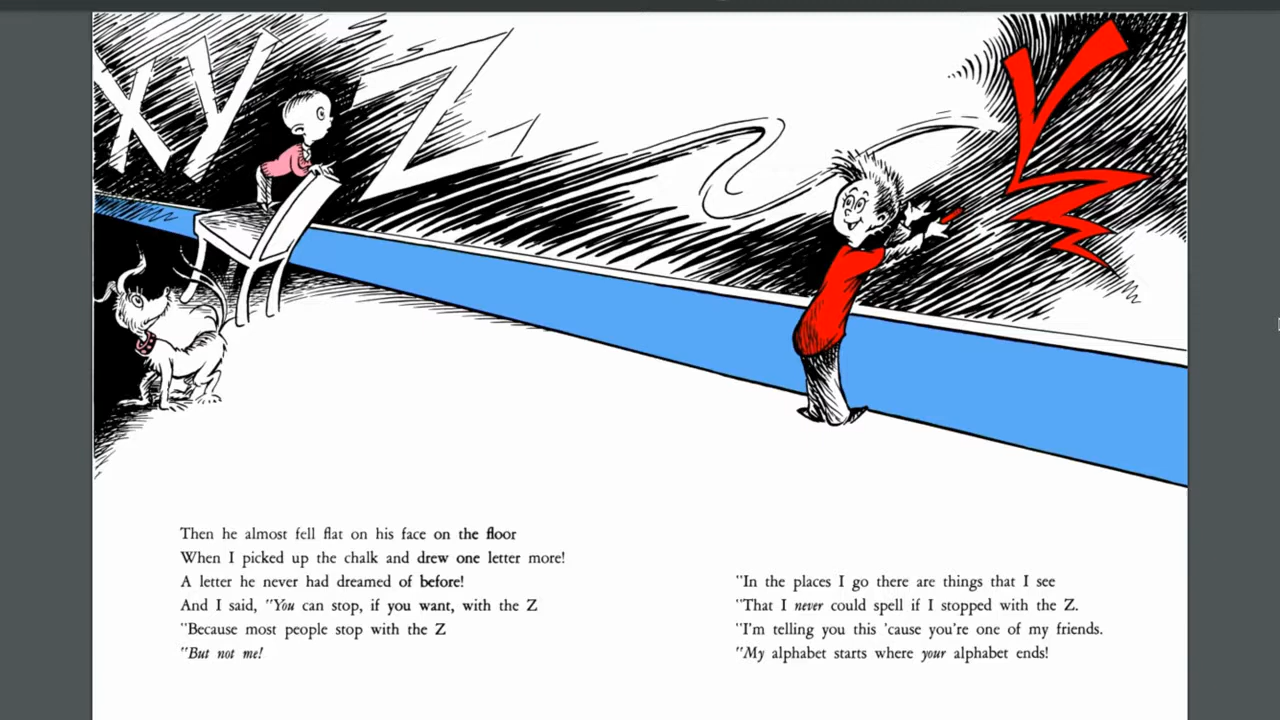 XY Z
Then he almost fell flat on his face on the floor
When I picked up the chalk and drew one letter more!
A letter he never had dreamed of before!
And I said, "You can stop, if you want, with the Z
"Because most people stop with the Z
"But not me!
"In the places I go there are things that I see
"That I never could spell if I stopped with the Z.
"I'm telling you this 'cause you're one of my friends.
"My alphabet starts where your alphabet ends!